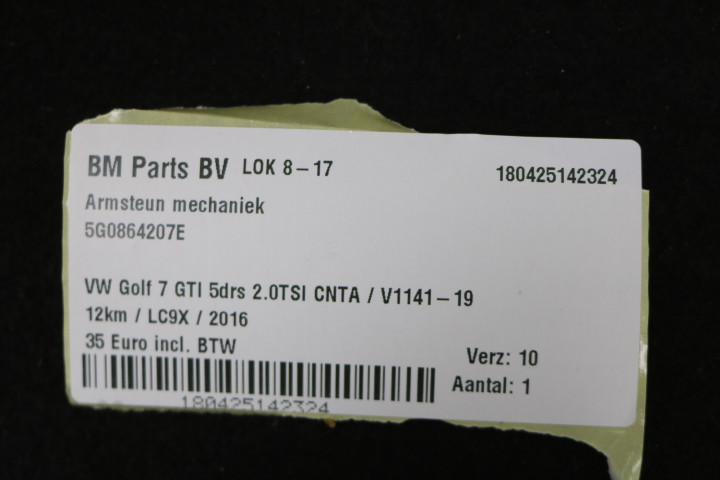 BM Parts BV LOK 8-17 180425142324
Armsteun mechaniek
5G0864207E
VW Golf 7 GTI 5drs 2.0TSI CNTA / V1141-19
12km / LC9X / 2016
35 Euro incl. BTW
Verz: 10
Aantal: 1
180425142324